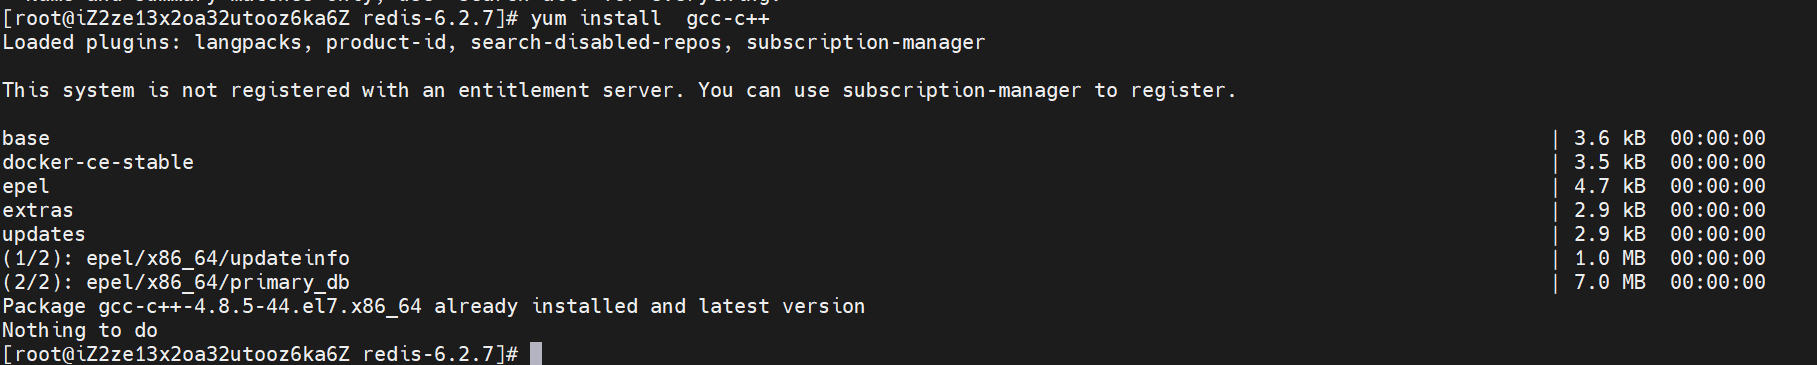 [root@iZ2ze13x2oa32utooz6ka6Z redis-6.2.7]# yum install  gcc-c++
Loaded plugins: langpacks, product-id, search-disabled-repos, subscription-manager
This system is not registered with an entitlement server. You can use subscription-manager to register.
base | 3.6 kB  00:00:00
docker-ce-stable | 3.5 kB  00:00:00
epel | 4.7 kB  00:00:00
extras | 2.9 kB  00:00:00
updates | 2.9 kB  00:00:00
(1/2): epel/x86_64/updateinfo | 1.0 MB  00:00:00
(2/2): epel/x86_64/primary_db | 7.0 MB  00:00:00
Package gcc-c++-4.8.5-44.el7.x86_64 already installed and latest version
Nothing to do
[root@iZ2ze13x2oa32utooz6ka6Z redis-6.2.7]#